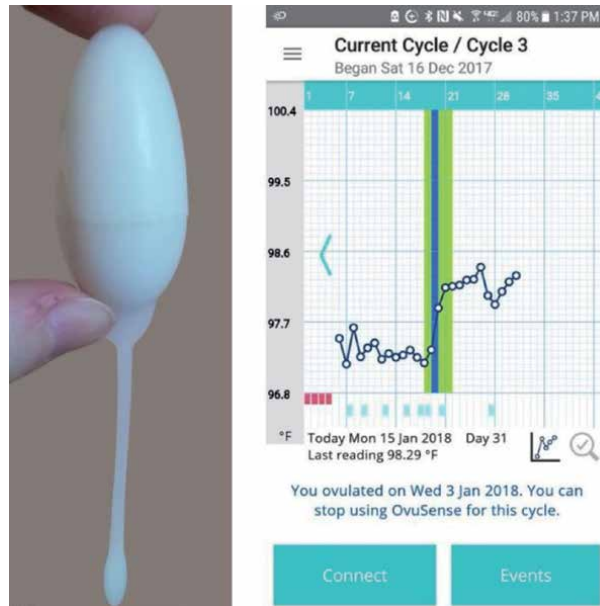 80% 1:37 PM
Current Cycle / Cycle 3
Began Sat 16 Dec 2017
1 7 14 21 28 35
100.4
99.5
98.6
97.7
96.8
°F
Today Mon 15 Jan 2018 Day 31
Last reading 98.29 °F
You ovulated on Wed 3 Jan 2018. You can
stop using OvuSense for this cycle.
Connect Events